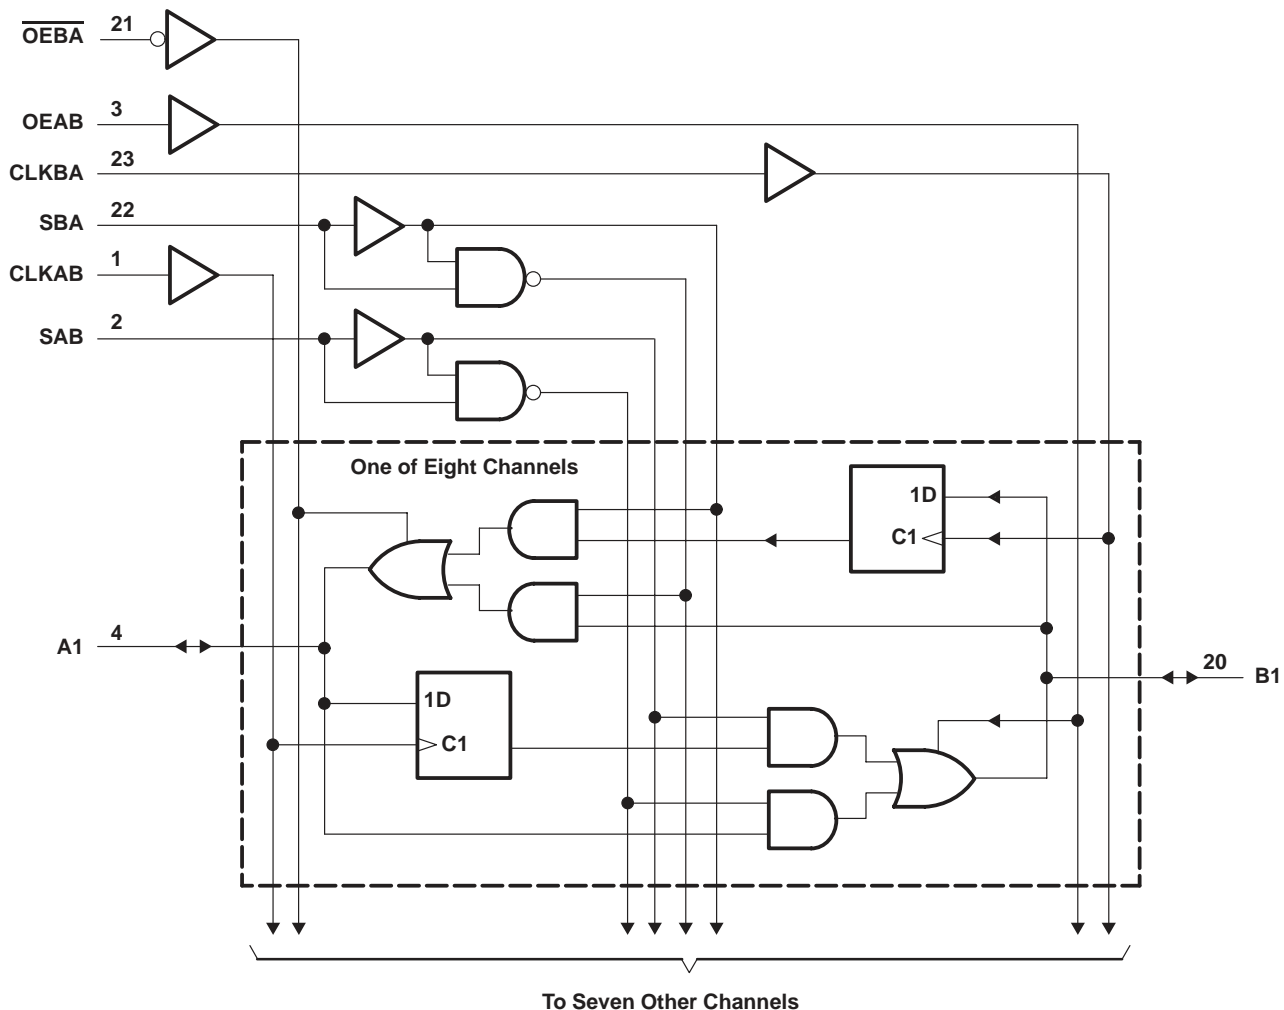 O̅E̅B̅A̅ 21
OEAB 3
CLKBA 23
SBA 22
CLKAB 1
SAB 2
One of Eight Channels
1D
C1
A1 4
1D
C1
20 B1
To Seven Other Channels